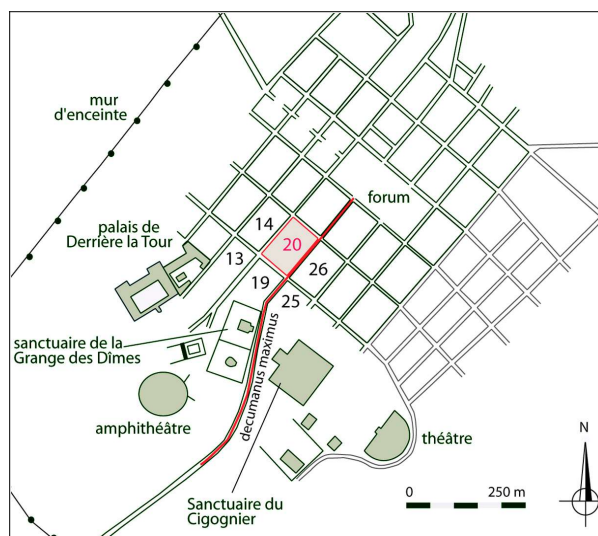 mur
d'enceinte
palais de
Derrière la Tour
14
13
20
forum
26
19
25
sanctuaire de la
Grange des Dîmes
decumanus maximus
amphithéâtre
théâtre
Sanctuaire du
Cigognier
N
0 250 m